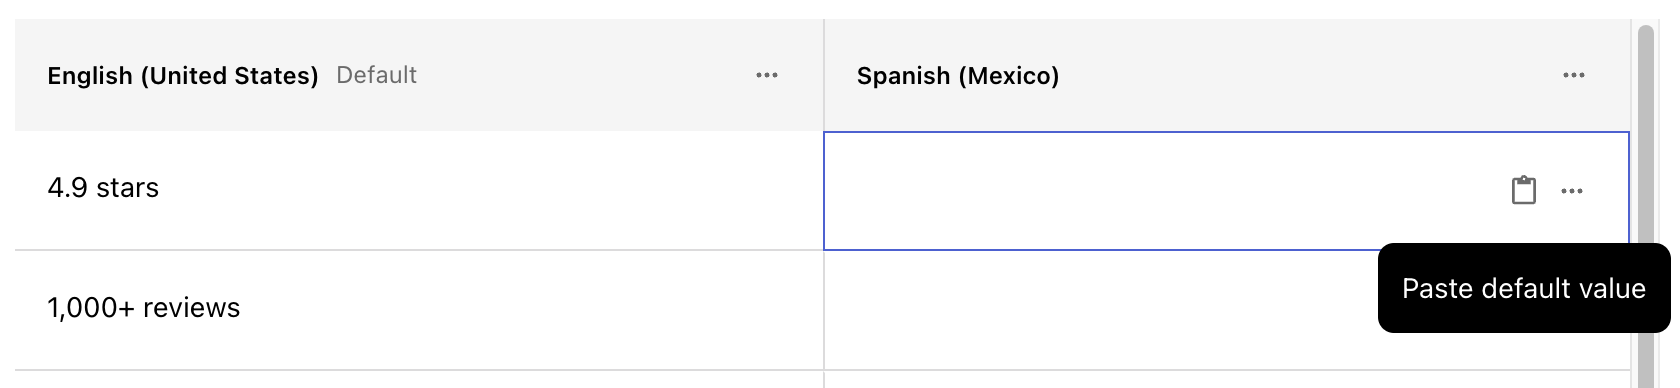 English (United States) Default
Spanish (Mexico)
4.9 stars
1,000+ reviews
Paste default value